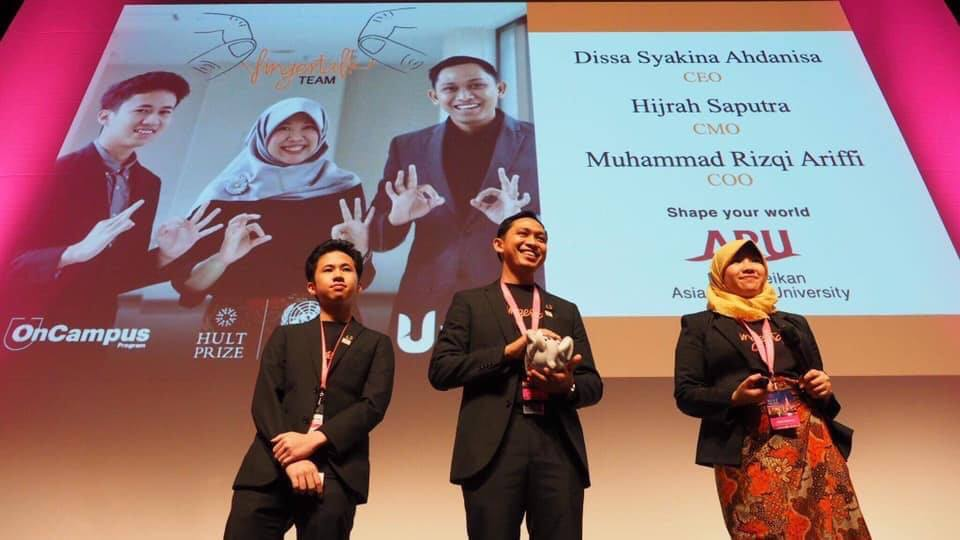 fingertalk
TEAM
Dissa Syakina Ahdanisa
CEO
Hijrah Saputra
CMO
Muhammad Rizqi Ariffi
COO
Shape your world
APU
eikan
Asia
University
OnCampus
Program
HULT
PRIZE
U